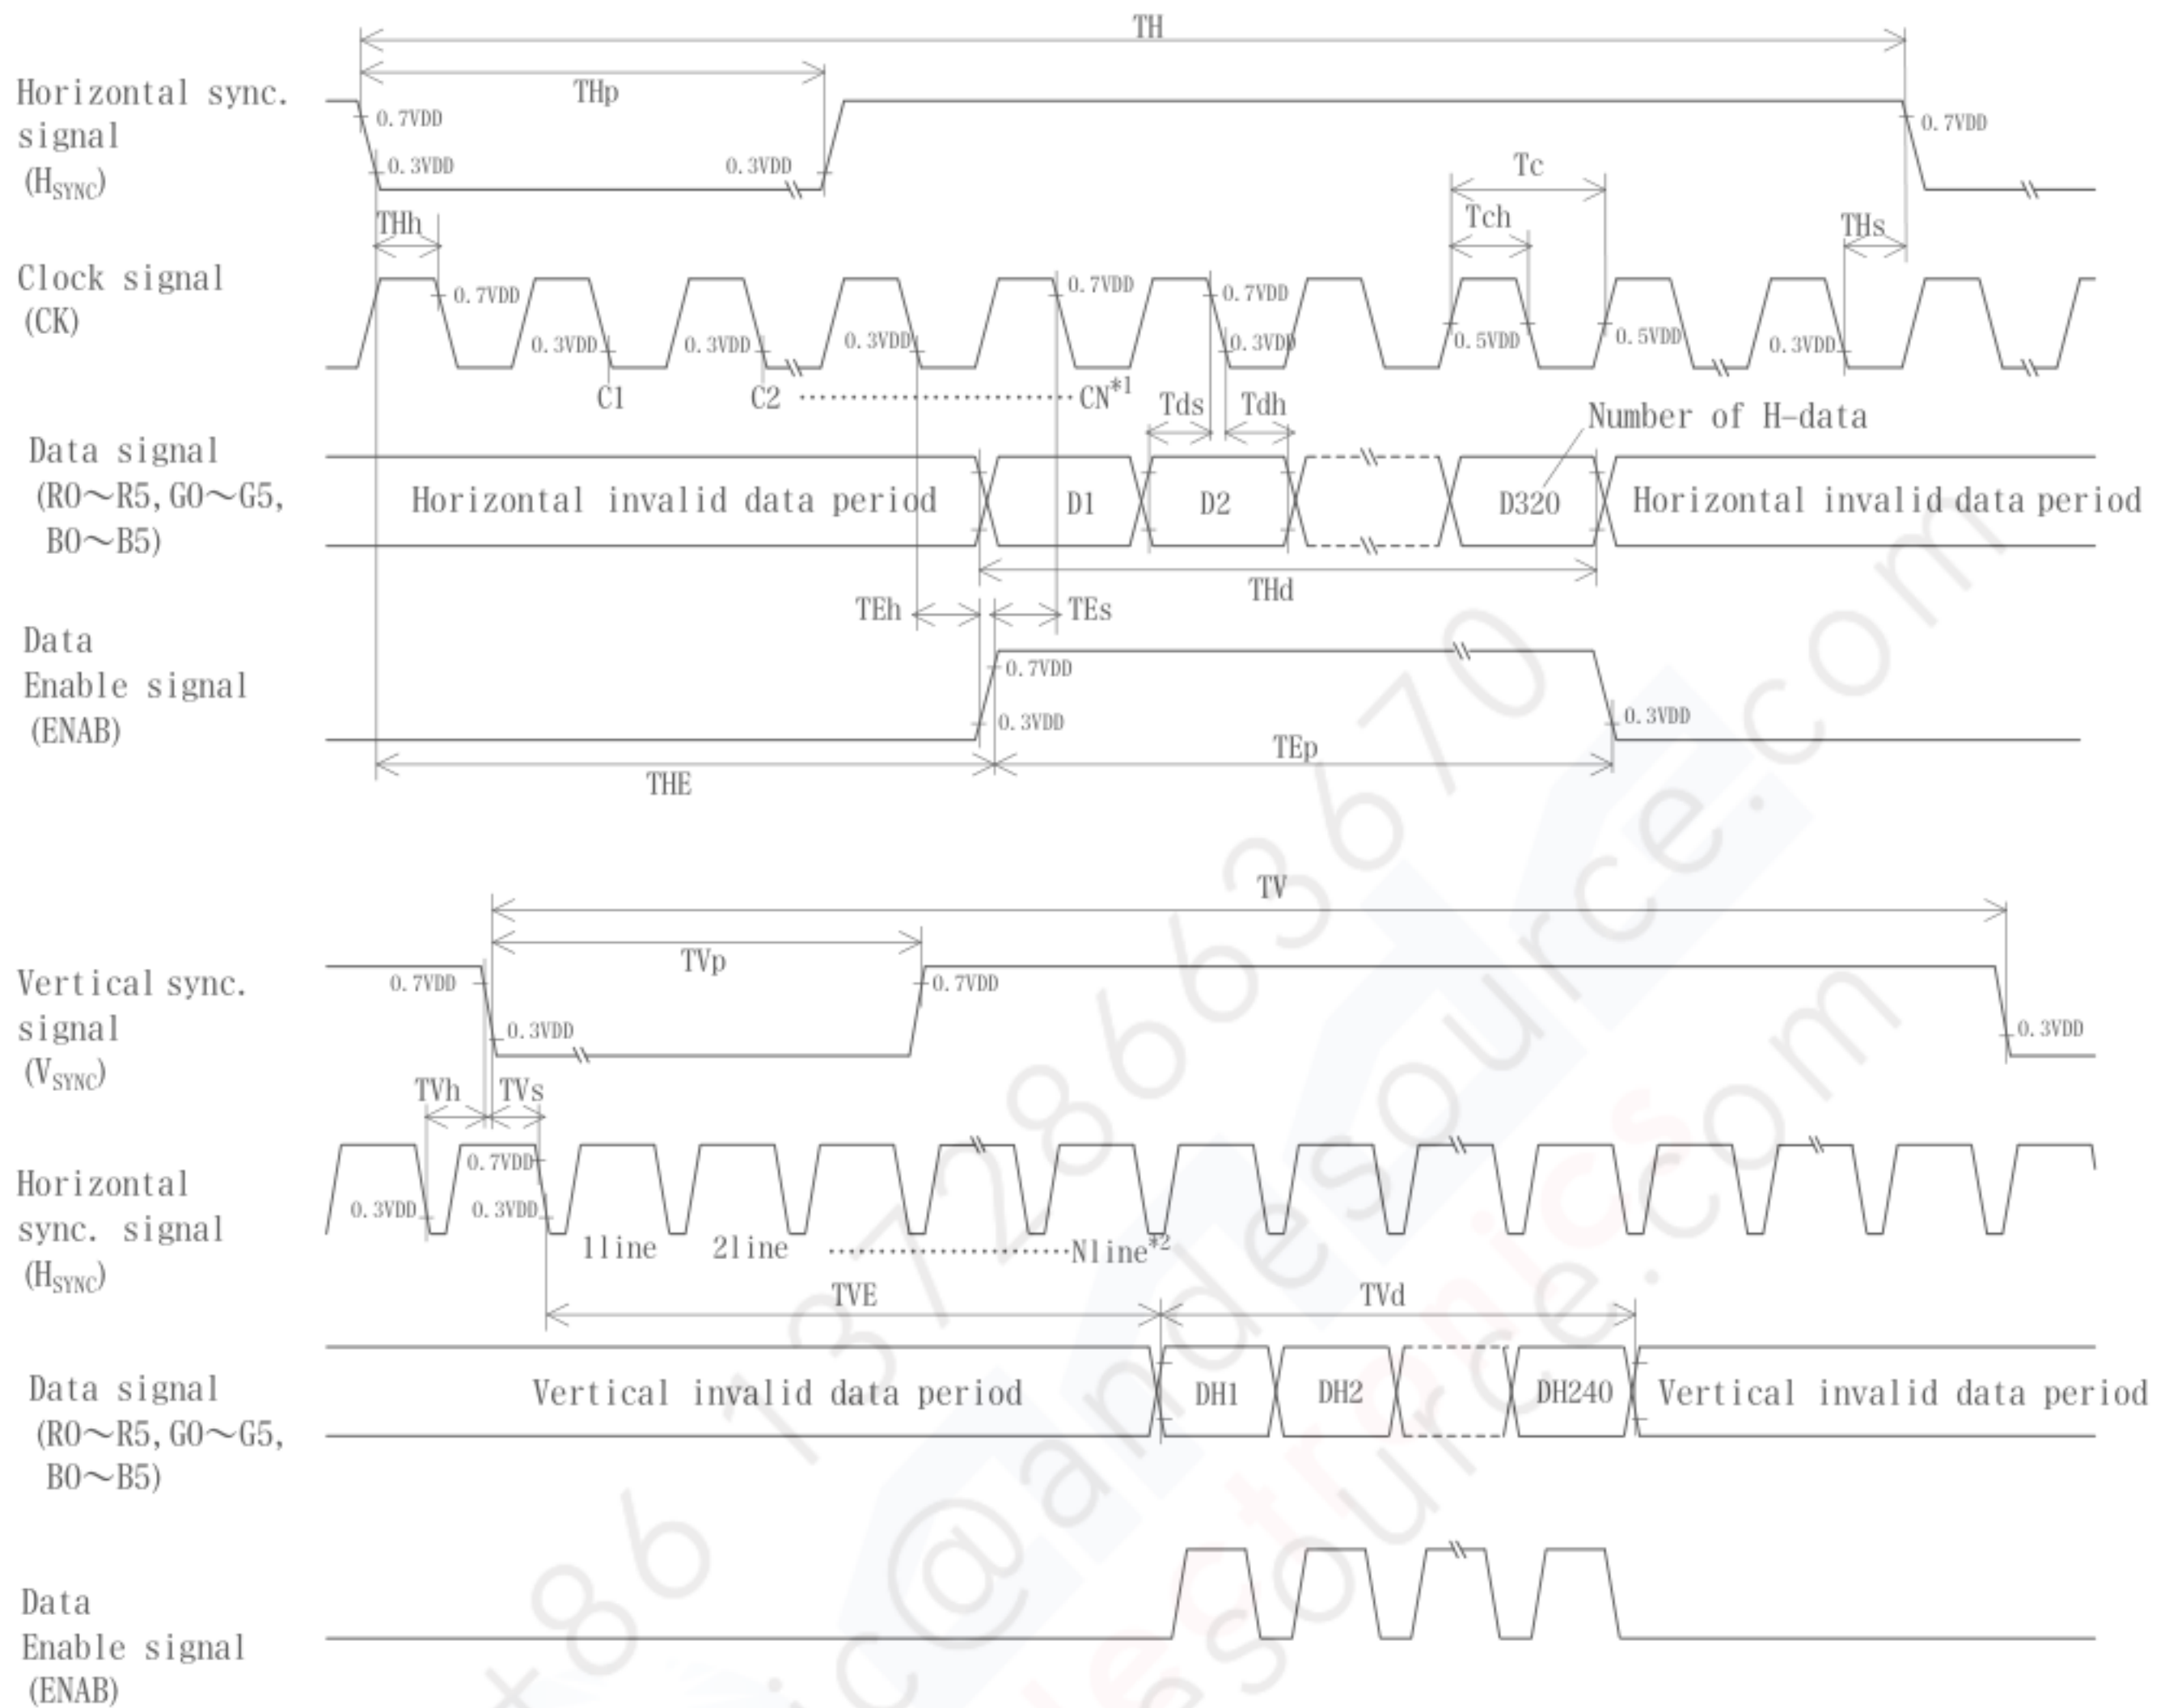 TH
THp
Horizontal sync.
signal
(HSYNC)
0.7VDD
0.3VDD
0.3VDD
0.7VDD
Tc
Tch
THh
THs
Clock signal
(CK)
0.7VDD
0.3VDD
0.3VDD
0.3VDD
0.7VDD
0.7VDD
0.3VDD
0.5VDD
0.5VDD
0.3VDD
C1
C2
CN*1
Tds
Tdh
Number of H-data
Data signal
(R0～R5,G0～G5,
B0～B5)
Horizontal invalid data period
D1
D2
D320
Horizontal invalid data period
THd
TEh
TEs
Data
Enable signal
(ENAB)
0.7VDD
0.3VDD
0.3VDD
THE
TEp
TV
TVp
Vertical sync.
signal
(VSYNC)
0.7VDD
0.3VDD
0.7VDD
0.3VDD
TVh
TVs
Horizontal
sync. signal
(HSYNC)
0.3VDD
0.7VDD
0.3VDD
1line
2line
Nline*2
TVE
TVd
Data signal
(R0～R5,G0～G5,
B0～B5)
Vertical invalid data period
DH1
DH2
DH240
Vertical invalid data period
Data
Enable signal
(ENAB)
+86 13728663670
c@andesource.com
esource.com